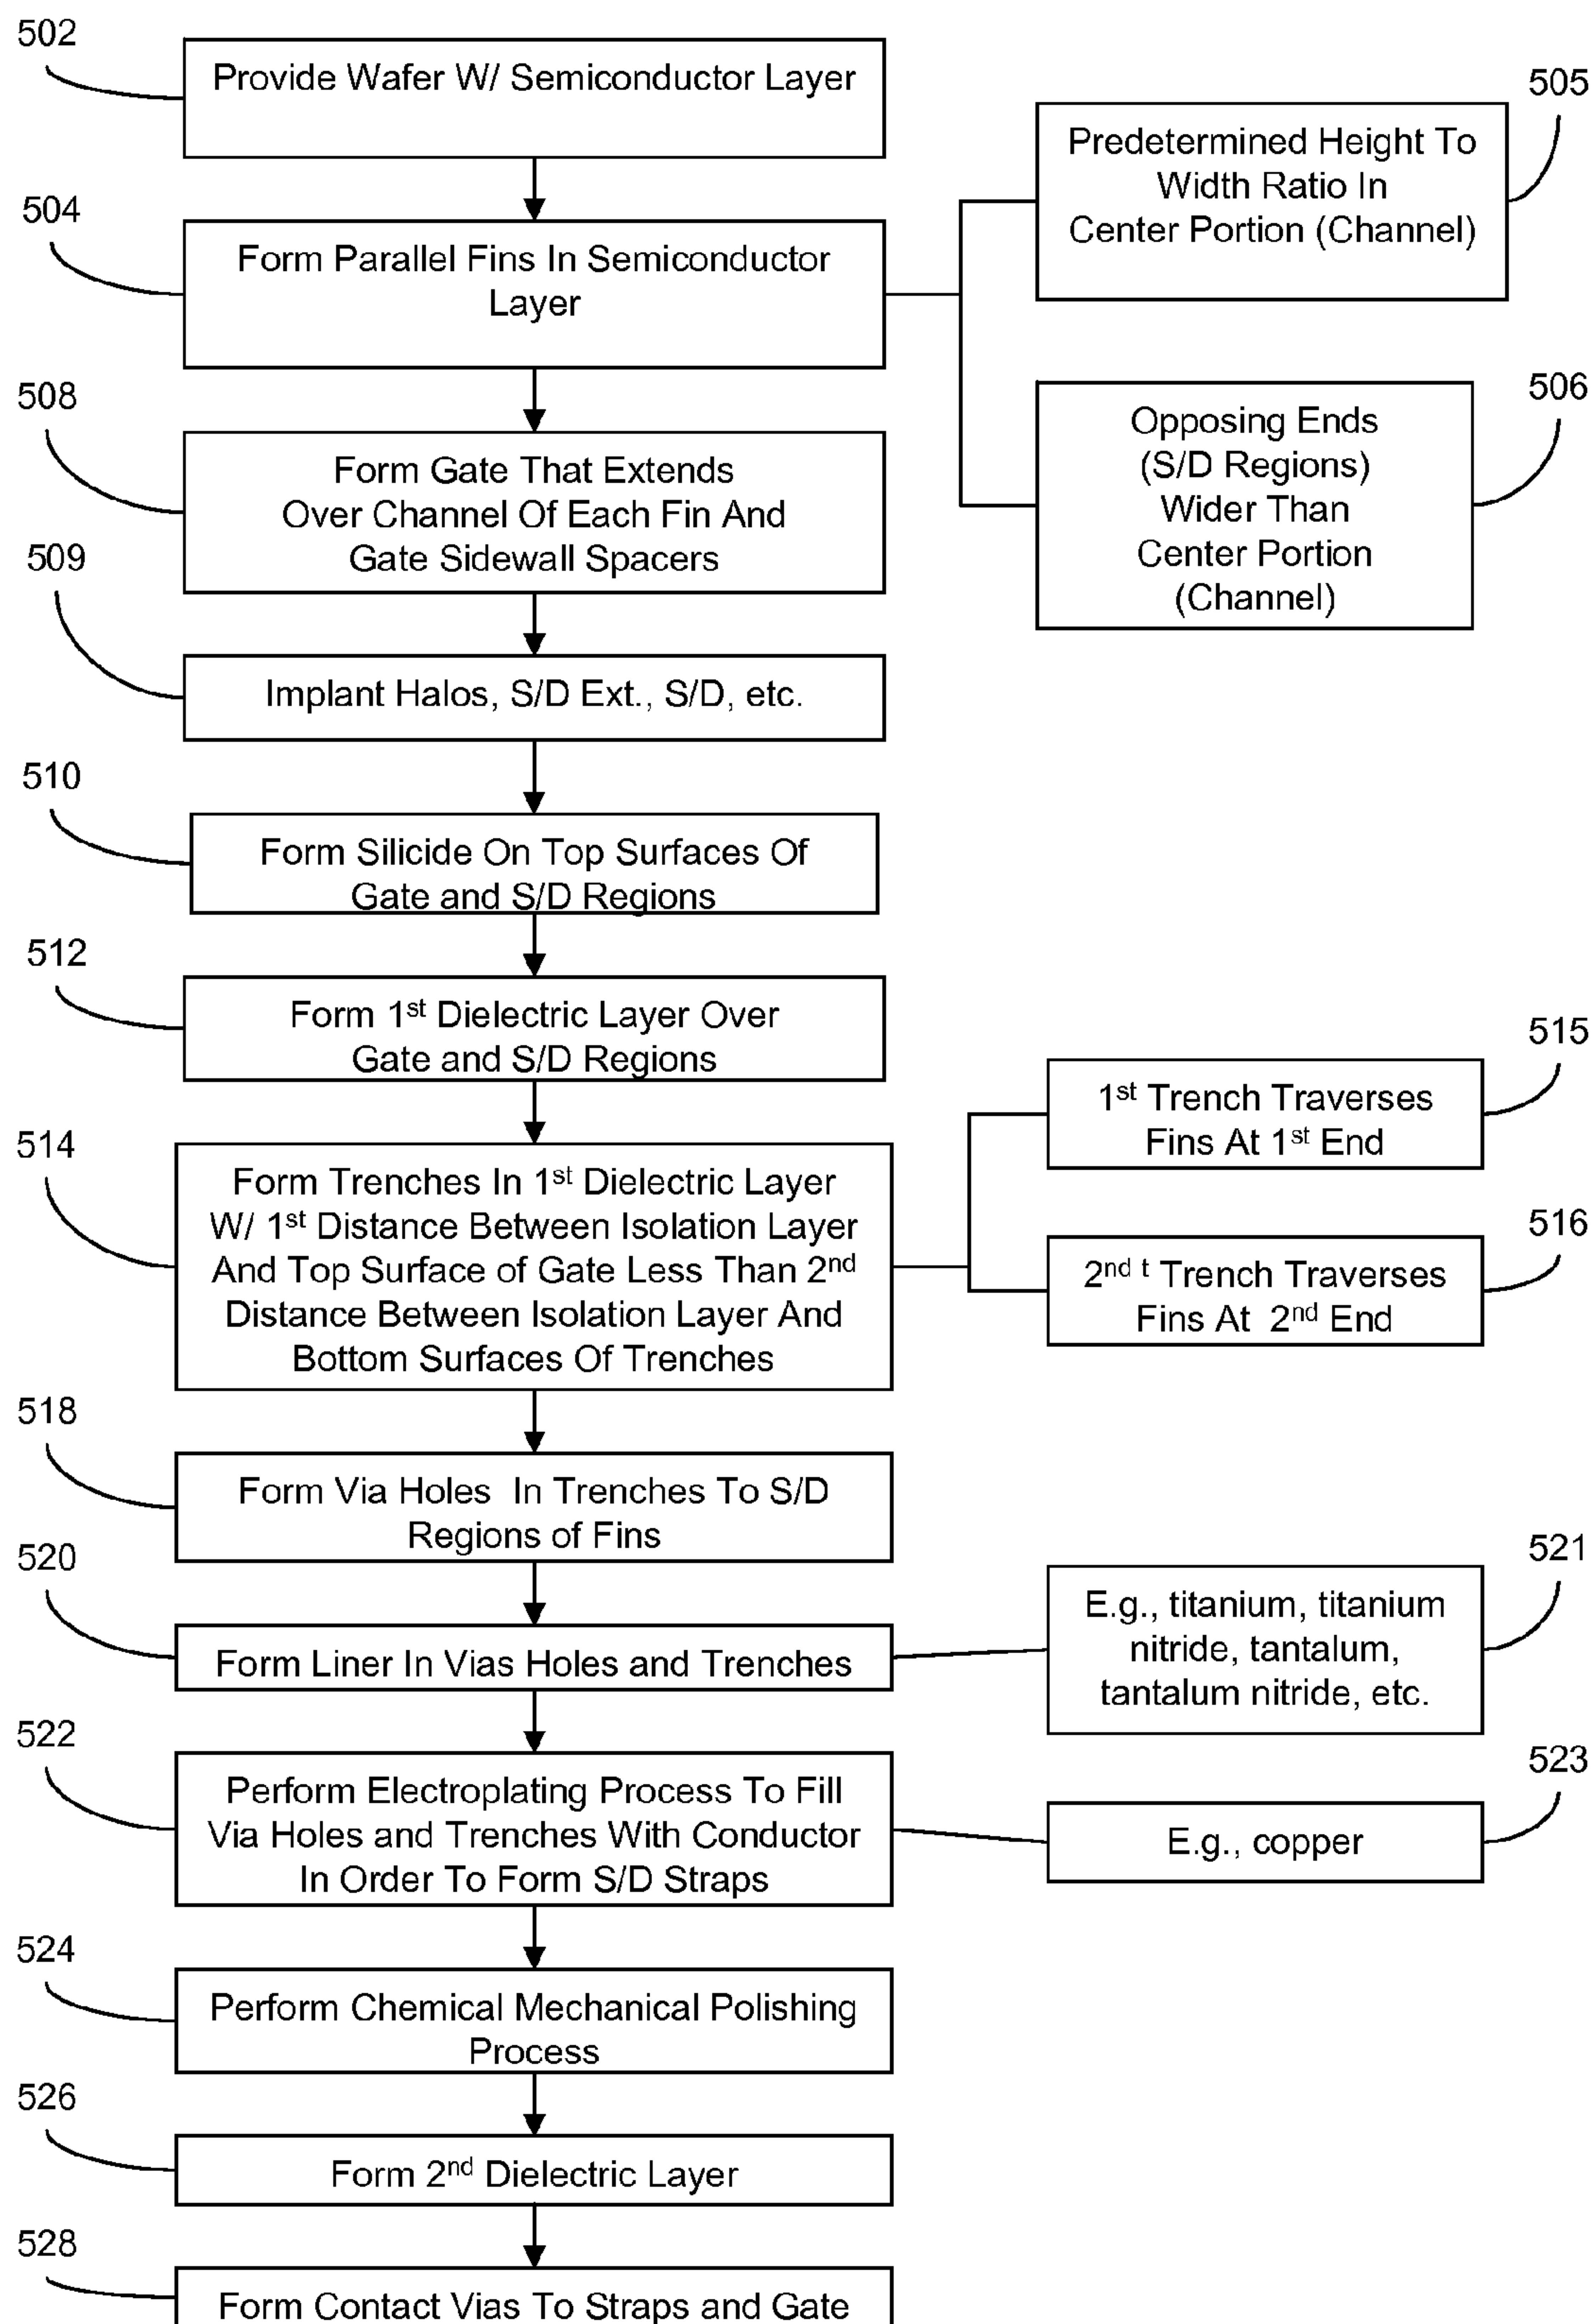 502
Provide Wafer W/ Semiconductor Layer
504
Form Parallel Fins In Semiconductor
Layer
505
Predetermined Height To
Width Ratio In
Center Portion (Channel)
506
Opposing Ends
(S/D Regions)
Wider Than
Center Portion
(Channel)
508
Form Gate That Extends
Over Channel Of Each Fin And
Gate Sidewall Spacers
509
Implant Halos, S/D Ext., S/D, etc.
510
Form Silicide On Top Surfaces Of
Gate and S/D Regions
512
Form 1st Dielectric Layer Over
Gate and S/D Regions
514
Form Trenches In 1st Dielectric Layer
W/ 1st Distance Between Isolation Layer
And Top Surface of Gate Less Than 2nd
Distance Between Isolation Layer And
Bottom Surfaces Of Trenches
515
1st Trench Traverses
Fins At 1st End
516
2nd t Trench Traverses
Fins At 2nd End
518
Form Via Holes In Trenches To S/D
Regions of Fins
520
Form Liner In Vias Holes and Trenches
521
E.g., titanium, titanium
nitride, tantalum,
tantalum nitride, etc.
522
Perform Electroplating Process To Fill
Via Holes and Trenches With Conductor
In Order To Form S/D Straps
523
E.g., copper
524
Perform Chemical Mechanical Polishing
Process
526
Form 2nd Dielectric Layer
528
Form Contact Vias To Straps and Gate